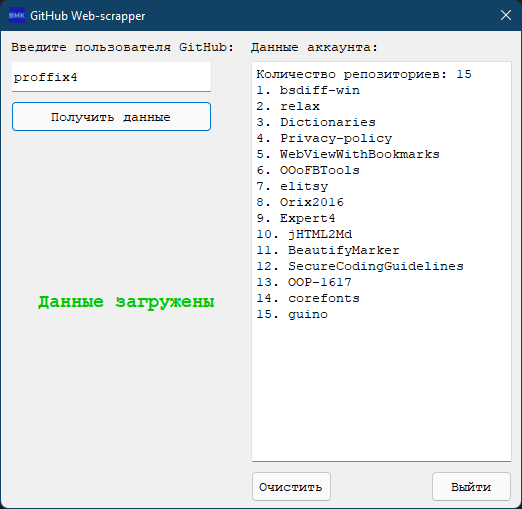 BMK GitHub Web-scrapper
Введите пользователя GitHub:
proffix4
Получить данные
Данные загружены
Данные аккаунта:
Количество репозиториев: 15
1. bsdiff-win
2. relax
3. Dictionaries
4. Privacy-policy
5. WebViewWithBookmarks
6. OOoFBTools
7. elitsy
8. Orix2016
9. Expert4
10. jHTML2Md
11. BeautifyMarker
12. SecureCodingGuidelines
13. OOP-1617
14. corefonts
15. guino
Очистить
Выйти